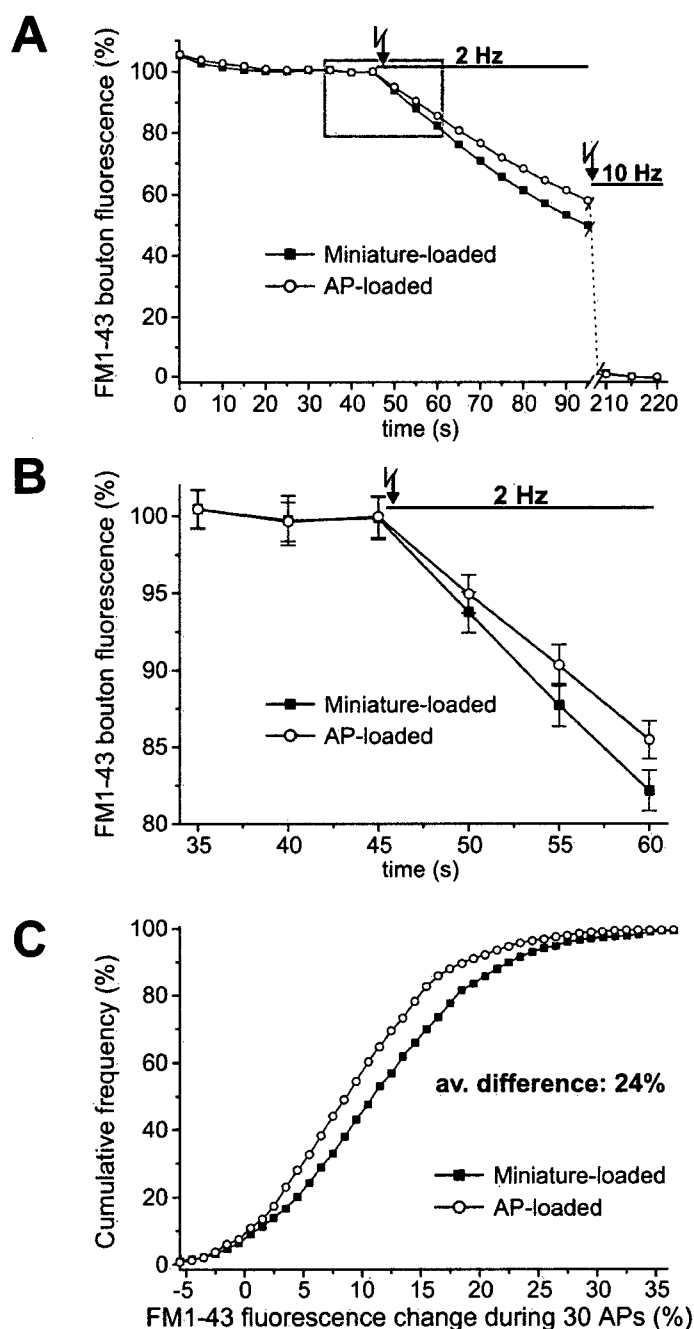 A
FM1-43 bouton fluorescence (%)
100
80
60
40
20
0
2 Hz
10 Hz
Miniature-loaded
AP-loaded
0 10 20 30 40 50 60 70 80 90 210 220
time (s)
B
FM1-43 bouton fluorescence (%)
100
95
90
85
80
2 Hz
Miniature-loaded
AP-loaded
35 40 45 50 55 60
time (s)
C
Cumulative frequency (%)
100
80
60
40
20
0
av. difference: 24%
Miniature-loaded
AP-loaded
-5 0 5 10 15 20 25 30 35
FM1-43 fluorescence change during 30 APs (%)